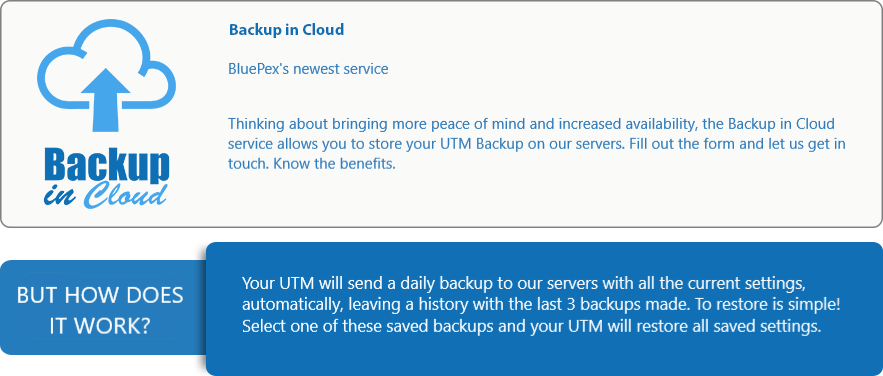 Backup in Cloud
BluePex's newest service
Thinking about bringing more peace of mind and increased availability, the Backup in Cloud
service allows you to store your UTM Backup on our servers. Fill out the form and let us get in
touch. Know the benefits.
Backup
in Cloud
BUT HOW DOES
IT WORK?
Your UTM will send a daily backup to our servers with all the current settings,
automatically, leaving a history with the last 3 backups made. To restore is simple!
Select one of these saved backups and your UTM will restore all saved settings.